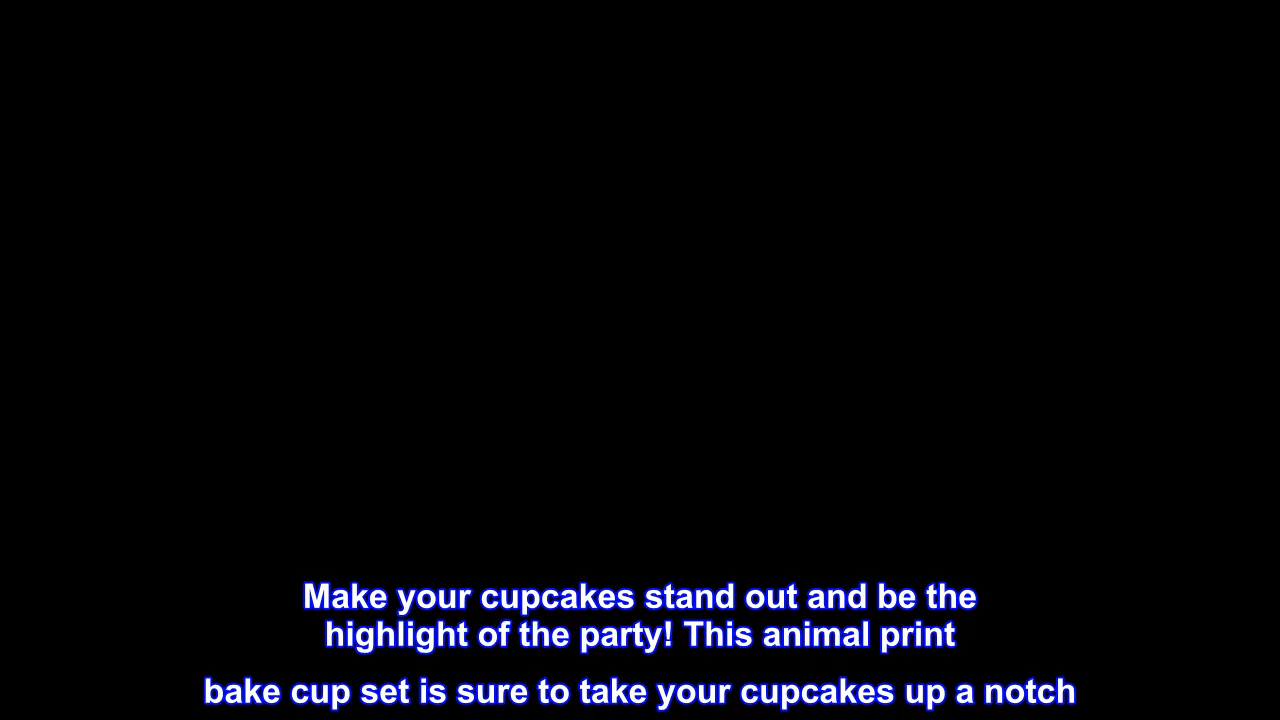 Make your cupcakes stand out and be the
highlight of the party! This animal print
bake cup set is sure to take your cupcakes up a notch